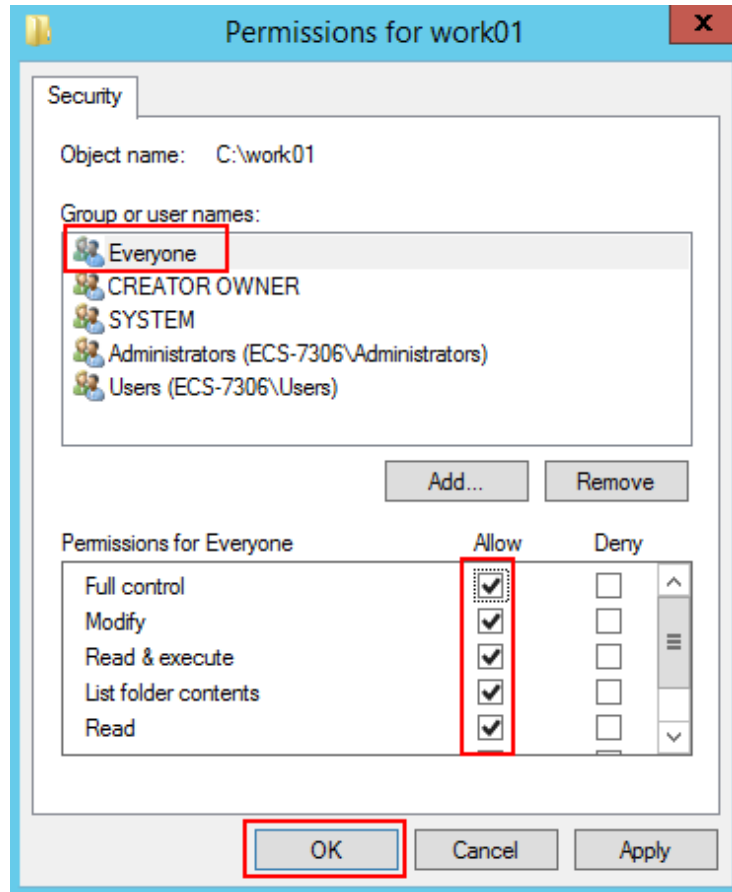 Permissions for work01
x
Security
Object name: C:\work01
Group or user names:
Everyone
CREATOR OWNER
SYSTEM
Administrators (ECS-7306\Administrators)
Users (ECS-7306\Users)
Add... Remove
Permissions for Everyone Allow Deny
Full control
Modify
Read & execute
List folder contents
Read
OK Cancel Apply